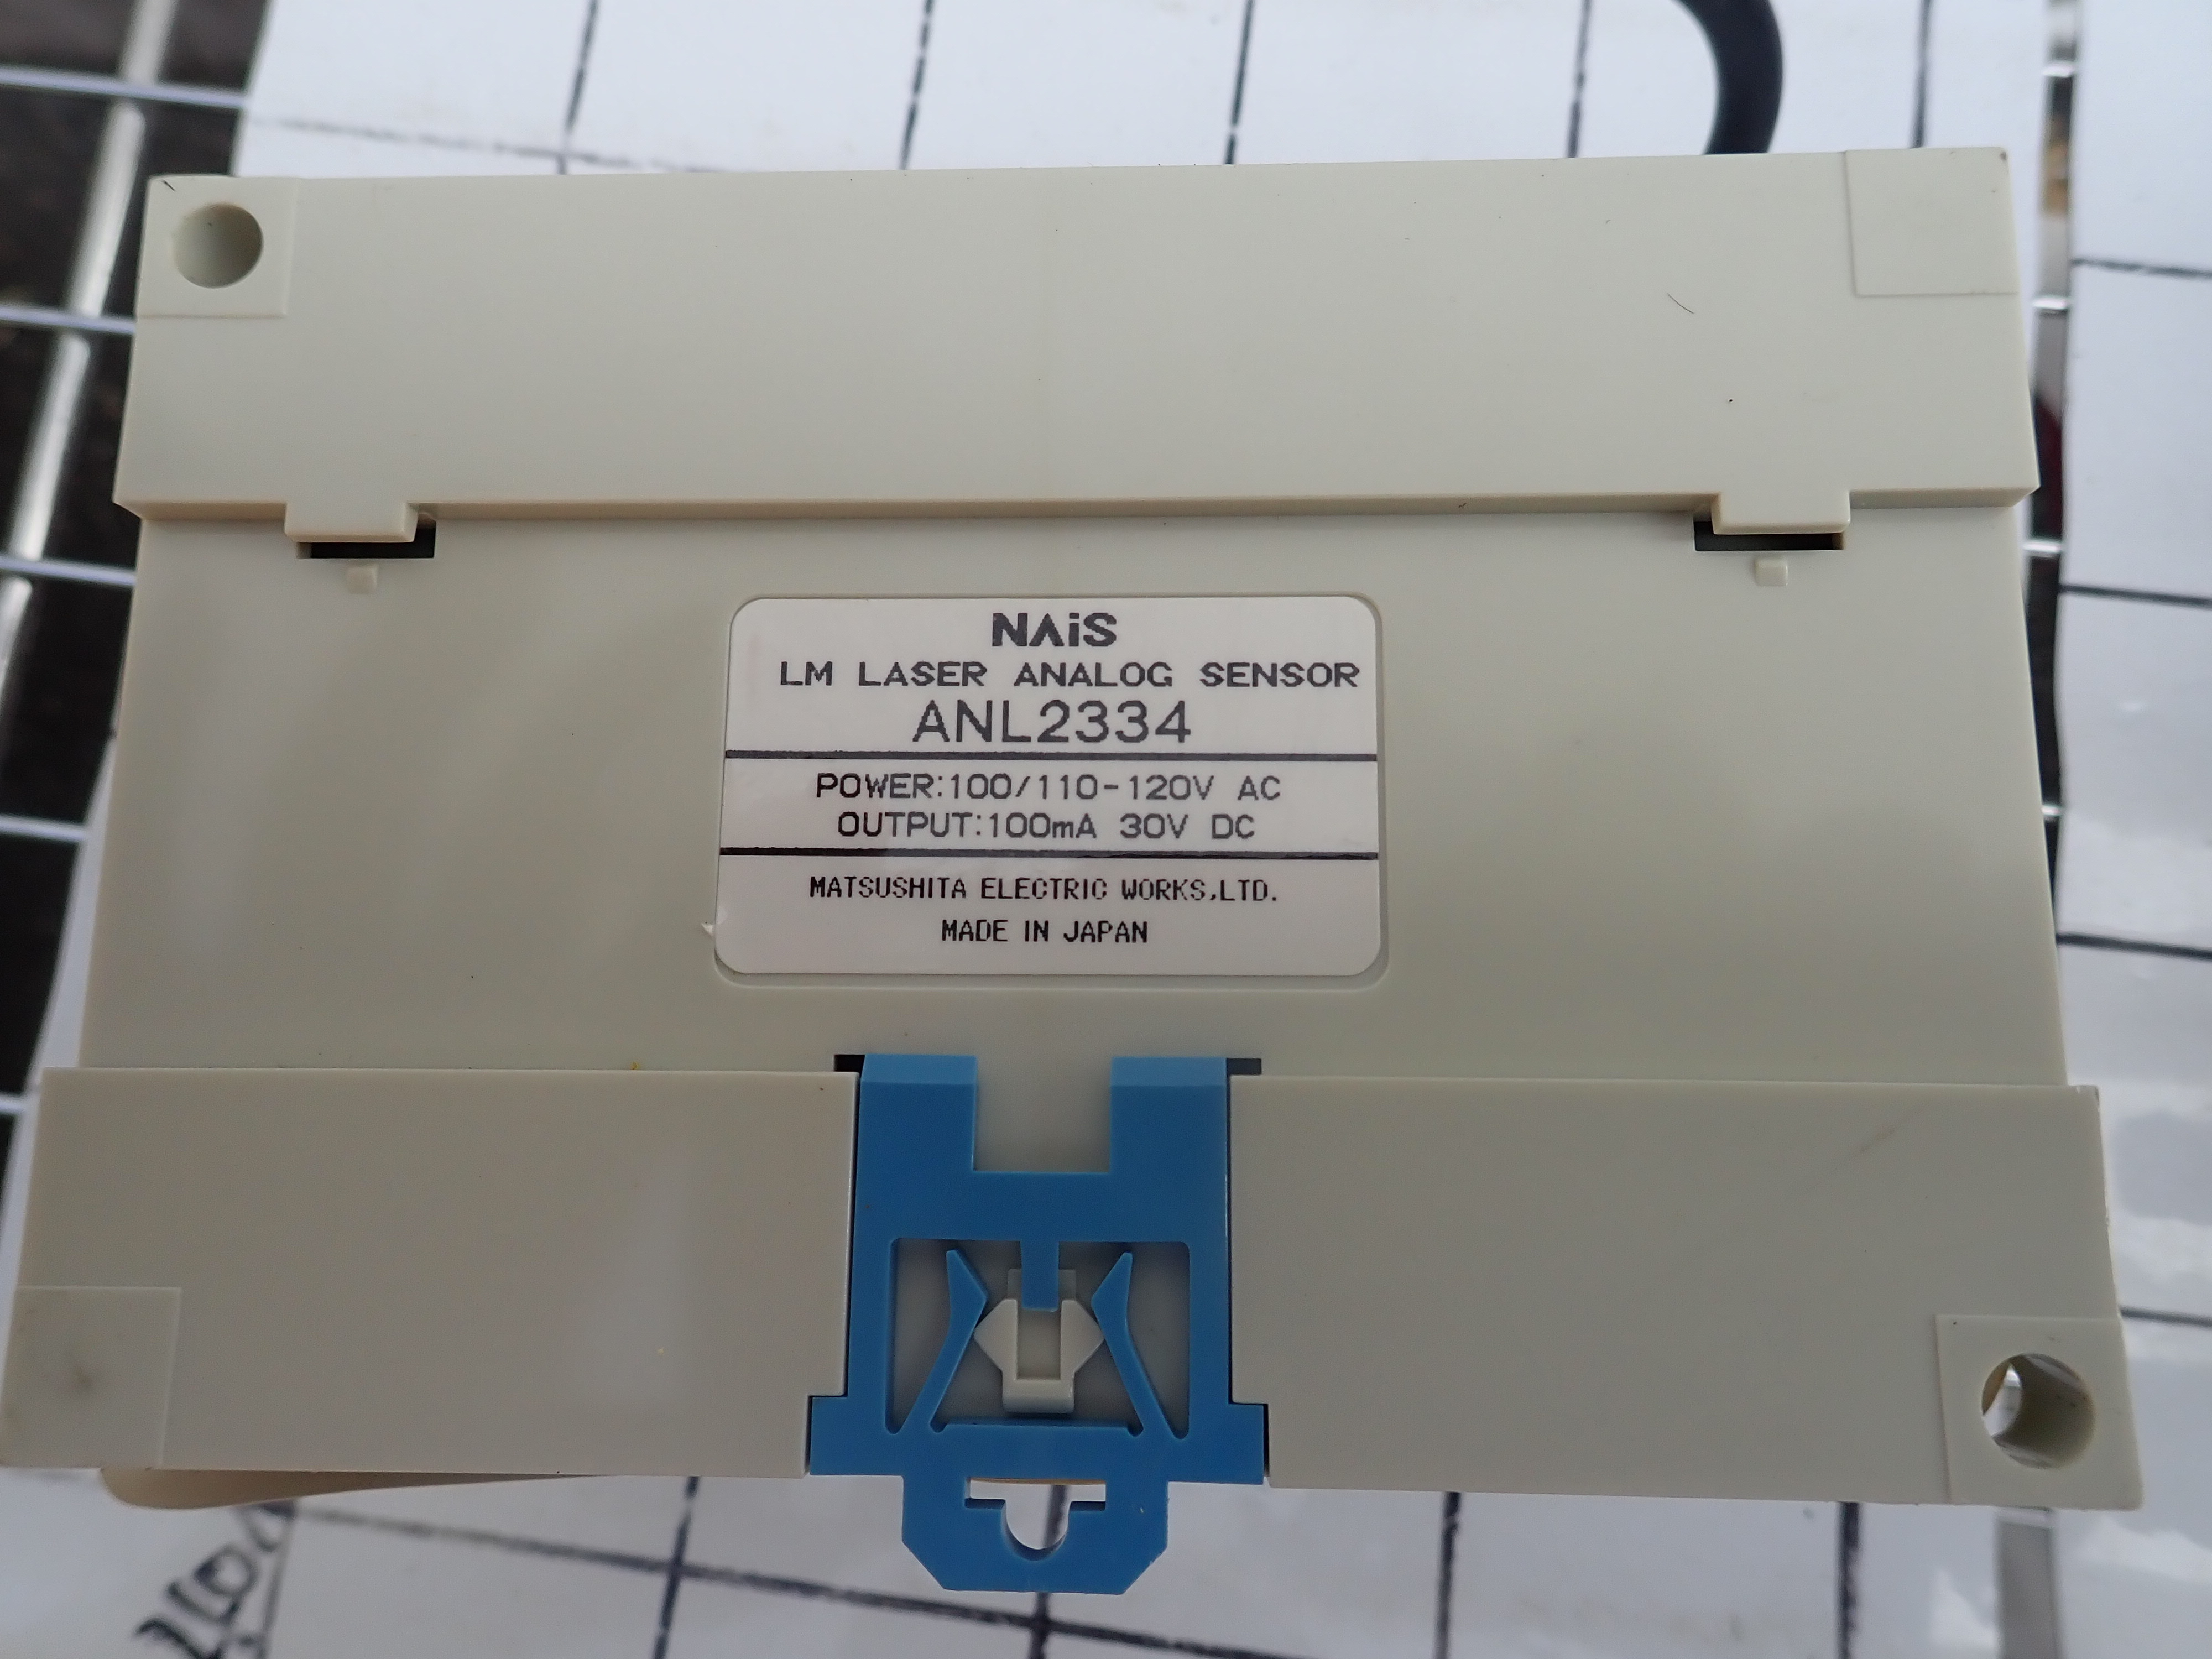 NAiS
LM LASER ANALOG SENSOR
ANL2334
POWER:100/110-120V AC
OUTPUT:100mA 30V DC
MATSUSHITA ELECTRIC WORKS,LTD.
MADE IN JAPAN